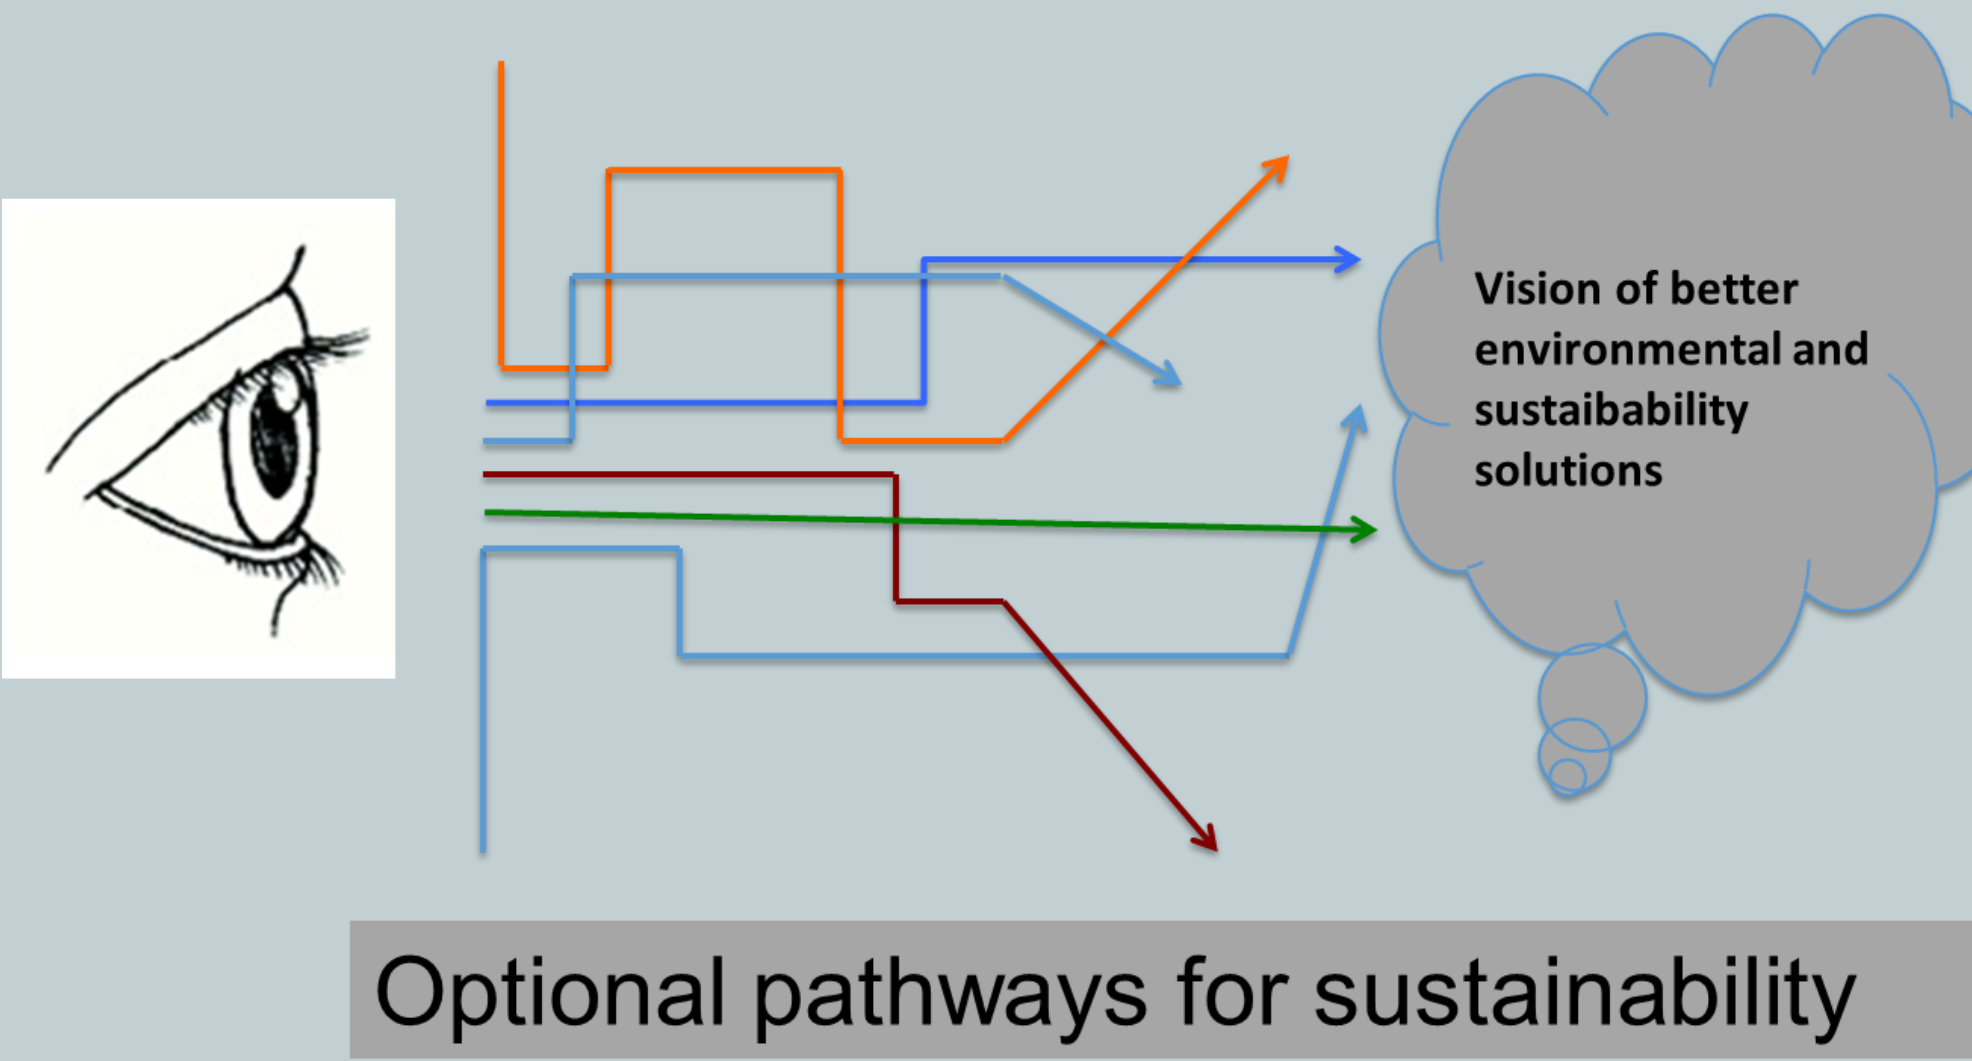 Vision of better
environmental and
sustaibability
solutions
Optional pathways for sustainability